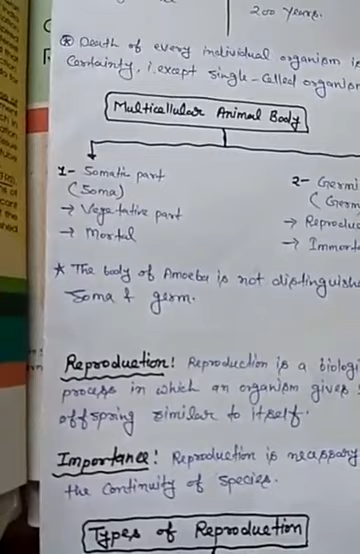 200 Years.
Death of every individual organism is
Certainty, i.except single-celled organism
Multicellular Animal Body
1- Somatic part
(Soma)
→ Vegetative part
→ Mortal
2- Germi
(Germ
→ Reproduc
→ Immort
* The body of Amoeba is not distinguishe
Soma & germ.
Reproduction! Reproduction is a biologi
process in which an organism gives
offspring similar to itself.
Importance! Reproduction is necessary
the continuity of species.
Types of Reproduction